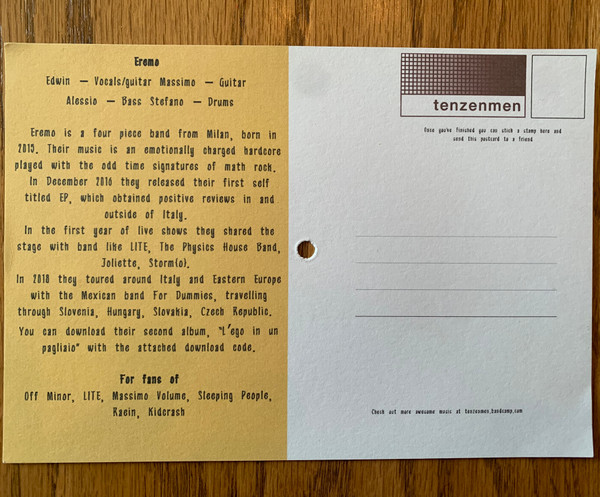 Eremo
Edwin – Vocals/guitar Massimo – Guitar
Alessio – Bass Stefano – Drums
Eremo is a four piece band from Milan, born in
2015. Their music is an emotionally charged hardcore
played with the odd time signatures of math rock.
In December 2016 they released their first self
titled EP, which obtained positive reviews in and
outside of Italy.
In the first year of live shows they shared the
stage with band like LITE, The Physics House Band,
Joliette, Storm(o).
In 2018 they toured around Italy and Eastern Europe
with the Mexican band For Dummies, travelling
through Slovenia, Hungary, Slovakia, Czech Republic.
You can download their second album, "L'ego in un
pagliaio" with the attached download code.
For fans of
Off Minor, LITE, Massimo Volume, Sleeping People,
Raein, Kidcrash
tenzenmen
Once you've finished you can stick a stamp here and
send this postcard to a friend
Check out more awesome music at tenzenmen.bandcamp.com